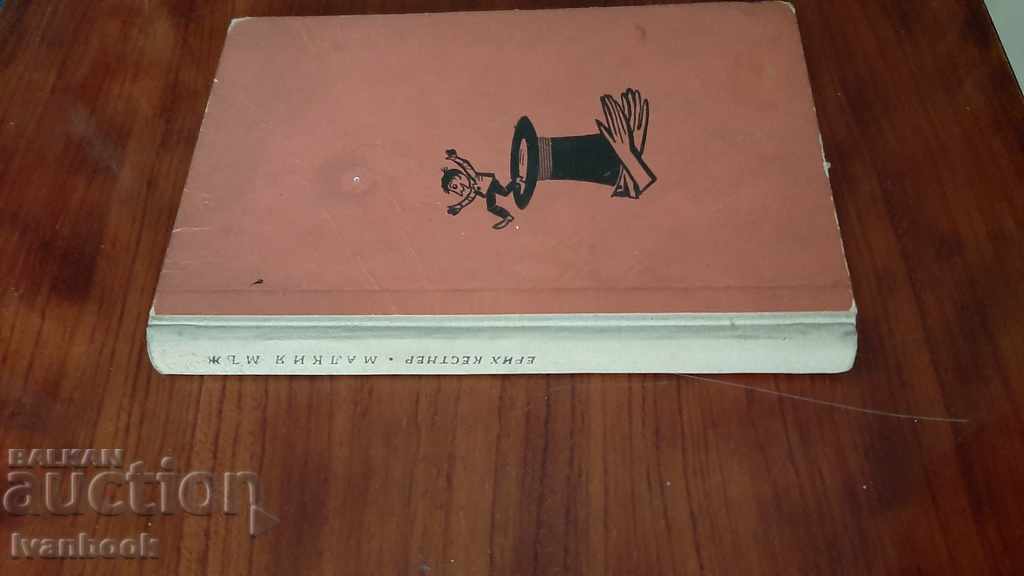 ЕРИХ КЕСТНЕР • МАЛКИЯ МЪЖ
BALKAN
auction
Ivanhook